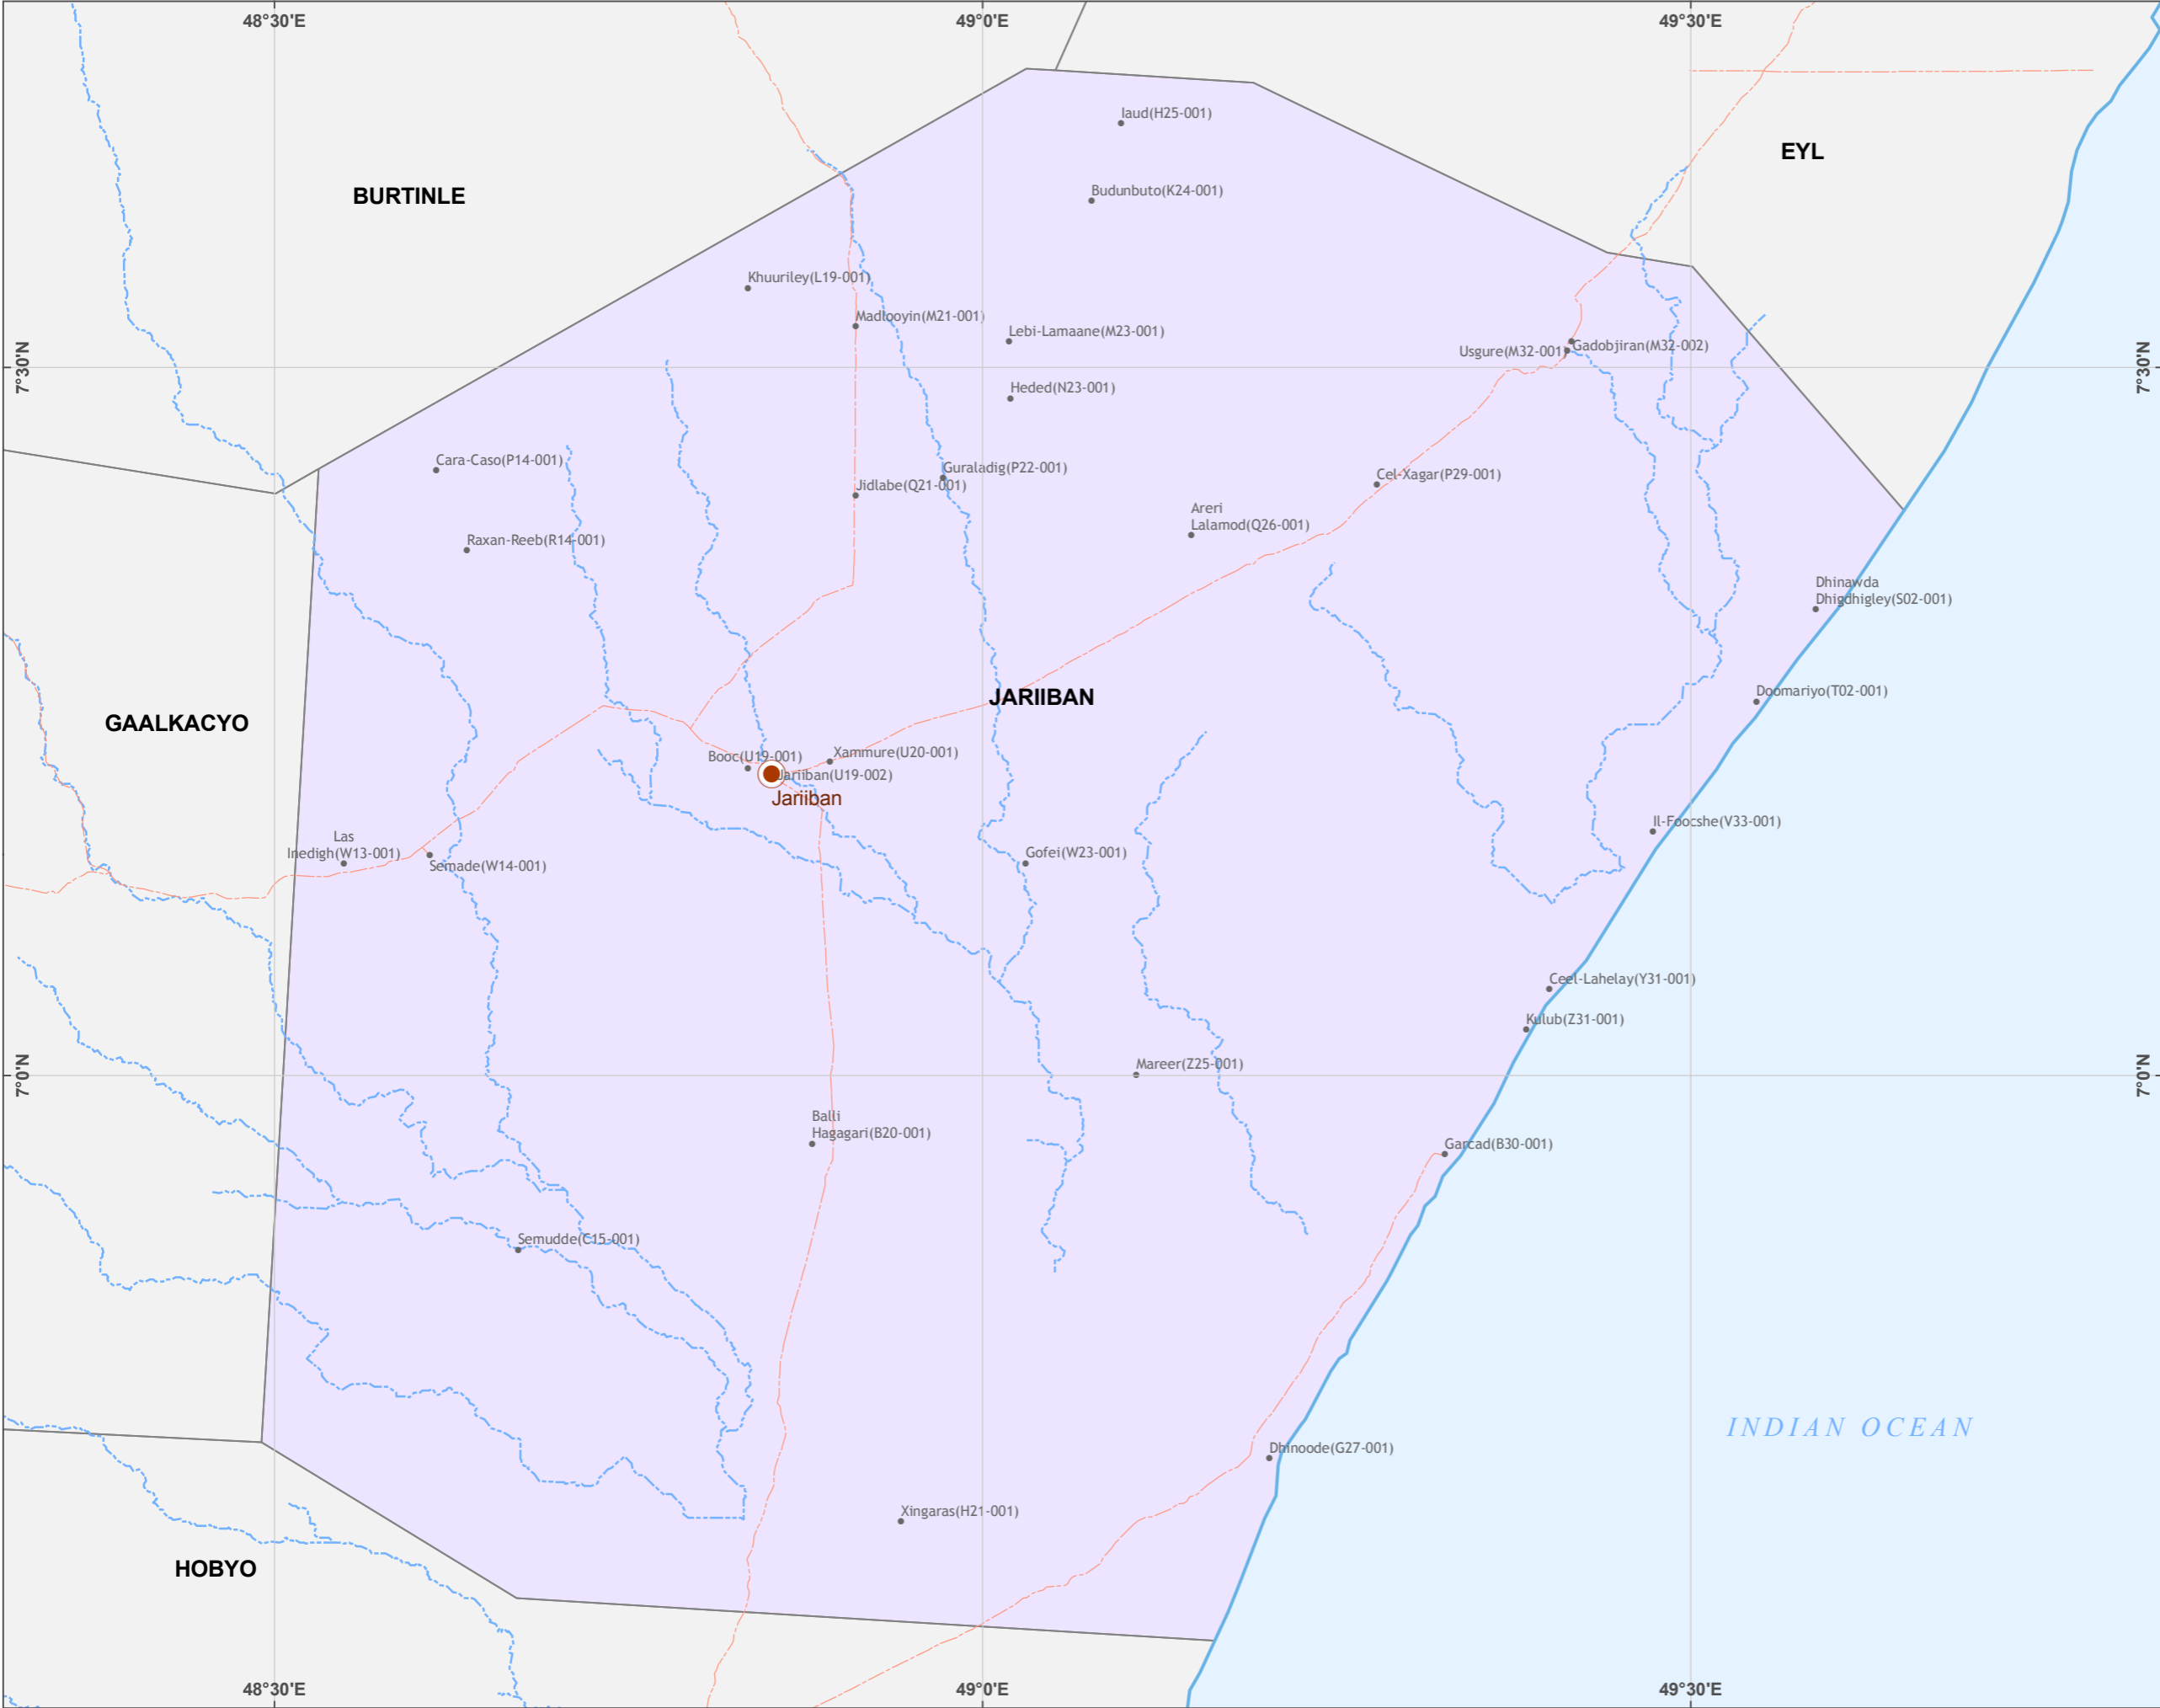 48°30'E
49°0'E
49°30'E
Iaud(H25-001)
EYL
BURTINLE
Budunbuto(K24-001)
Khuuriley(L19-001)
Madlooyin(M21-001)
Lebi-Lamaane(M23-001)
Usgure(M32-001)
Gadobjiran(M32-002)
7°30'N
7°30'N
Heded(N23-001)
Cara-Caso(P14-001)
Guraladig(P22-001)
Cel-Xagar(P29-001)
Jidlabe(Q21-001)
Areri
Lalamod(Q26-001)
Raxan-Reeb(R14-001)
Dhinawda
Dhigdhigley(S02-001)
JARIIBAN
Doomariyo(T02-001)
GAALKACYO
Booc(U19-001)
Xammure(U20-001)
Jariiban(U19-002)
Jariiban
Il-Foocshe(V33-001)
Las
Inedigh(W13-001)
Semade(W14-001)
Gofei(W23-001)
Ceel-Lahelay(Y31-001)
Kulub(Z31-001)
Mareer(Z25-001)
7°0'N
7°0'N
Balli
Hagagari(B20-001)
Garcad(B30-001)
Semudde(C15-001)
INDIAN OCEAN
Dhinoode(G27-001)
Xingaras(H21-001)
HOBYO
48°30'E
49°0'E
49°30'E